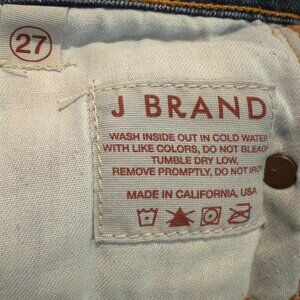 27
J BRAND
WASH INSIDE OUT IN COLD WATER
WITH LIKE COLORS, DO NOT BLEACH
TUMBLE DRY LOW,
REMOVE PROMPTLY, DO NOT IRON
MADE IN CALIFORNIA, USA